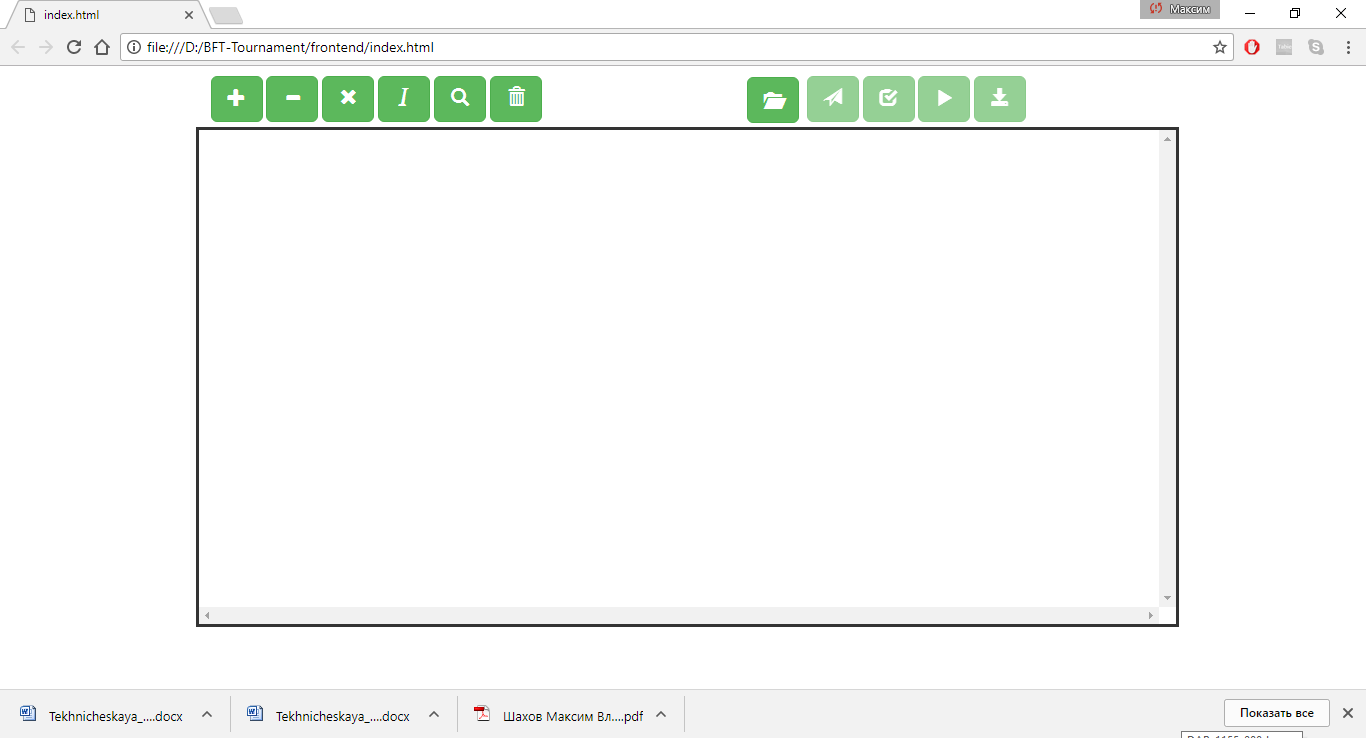 index.html
Максим
file:///D:/BFT-Tournament/frontend/index.html
I
Tekhnicheskaya_....docx
Tekhnicheskaya_....docx
Шахов Максим Вл....pdf
Показать все